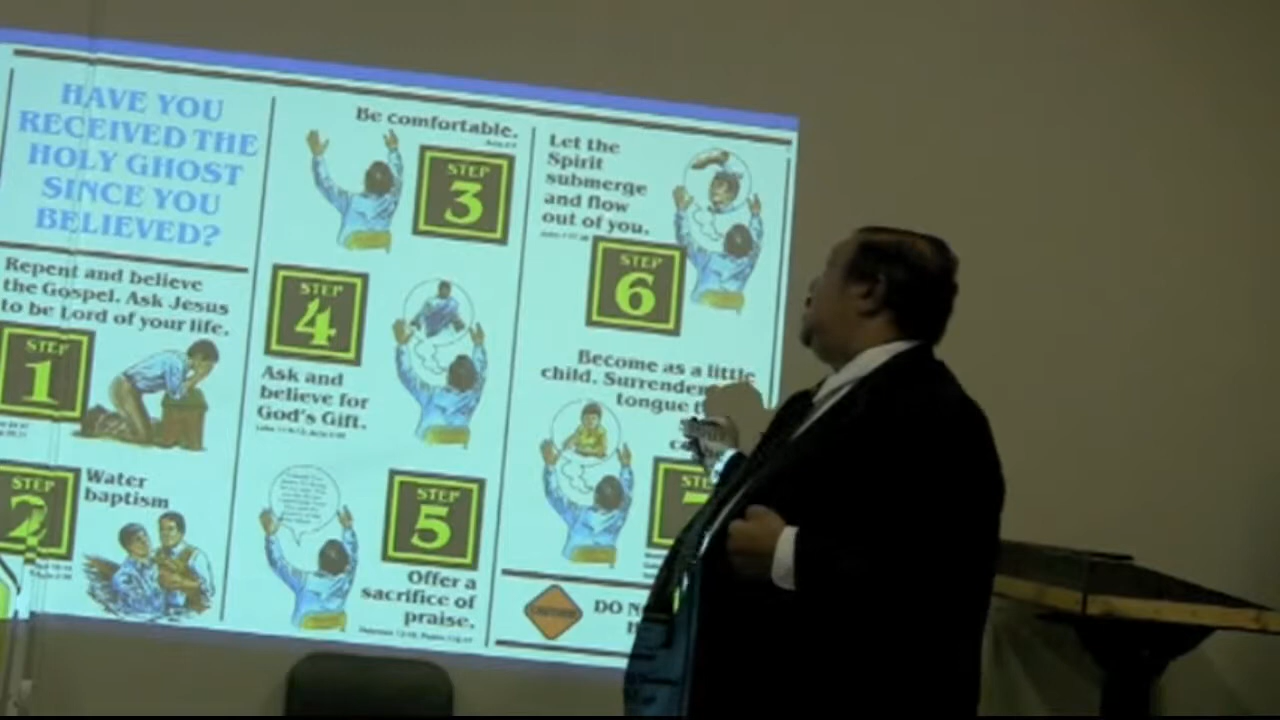 HAVE YOU
RECEIVED THE
HOLY GHOST
SINCE YOU
BELIEVED?
Repent and believe
the Gospel. Ask Jesus
to be Lord of your life.
STEP
1
STEP
2
Water
baptism
Be comfortable.
STEP
3
STEP
4
Ask and
believe for
God's Gift.
STEP
5
Offer a
sacrifice of
praise.
Let the
Spirit
submerge
and flow
out of you.
STEP
6
Become as a little
child. Surrender
tongue
CAUTION
DO